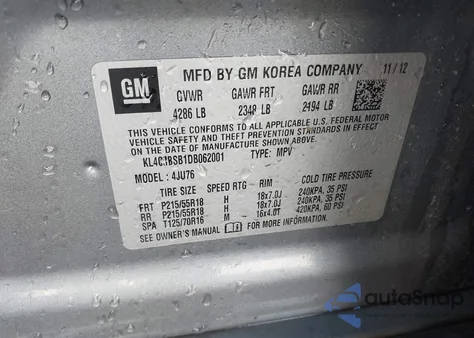 GM
MFD BY GM KOREA COMPANY 11/12
GVWR GAWR FRT GAWR RR
4286 LB 2348 LB 2194 LB
THIS VEHICLE CONFORMS TO ALL APPLICABLE U.S. FEDERAL MOTOR
VEHICLE SAFETY AND THEFT PREVENTION STANDARDS IN EFFECT ON
THE DATE OF MANUFACTURE SHOWN ABOVE.
TYPE: MPV
MODEL: 4JU76
TIRE SIZE SPEED RTG RIM COLD TIRE PRESSURE
FRT P215/55R18 H 18x7.0J 240KPA, 35 PSI
RR P215/55R18 H 18x7.0J 240KPA, 35 PSI
SPA T125/70R16 M 16x4.0T 420KPA, 60 PSI
SEE OWNER'S MANUAL FOR MORE INFORMATION.
autoSnap